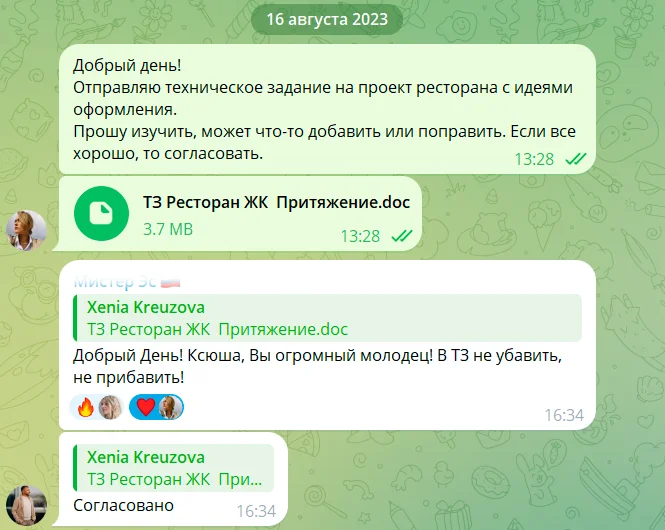 16 августа 2023
Добрый день!
Отправляю техническое задание на проект ресторана с идеями
оформления.
Прошу изучить, может что-то добавить или поправить. Если все
хорошо, то согласовать.
13:28
ТЗ Ресторан ЖК  Притяжение.doc
3.7 MB
13:28
Мистер Эс
Xenia Kreuzova
ТЗ Ресторан ЖК  Притяжение.doc
Добрый День! Ксюша, Вы огромный молодец! В ТЗ не убавить,
не прибавить!
16:34
Xenia Kreuzova
ТЗ Ресторан ЖК  При...
Согласовано
16:34